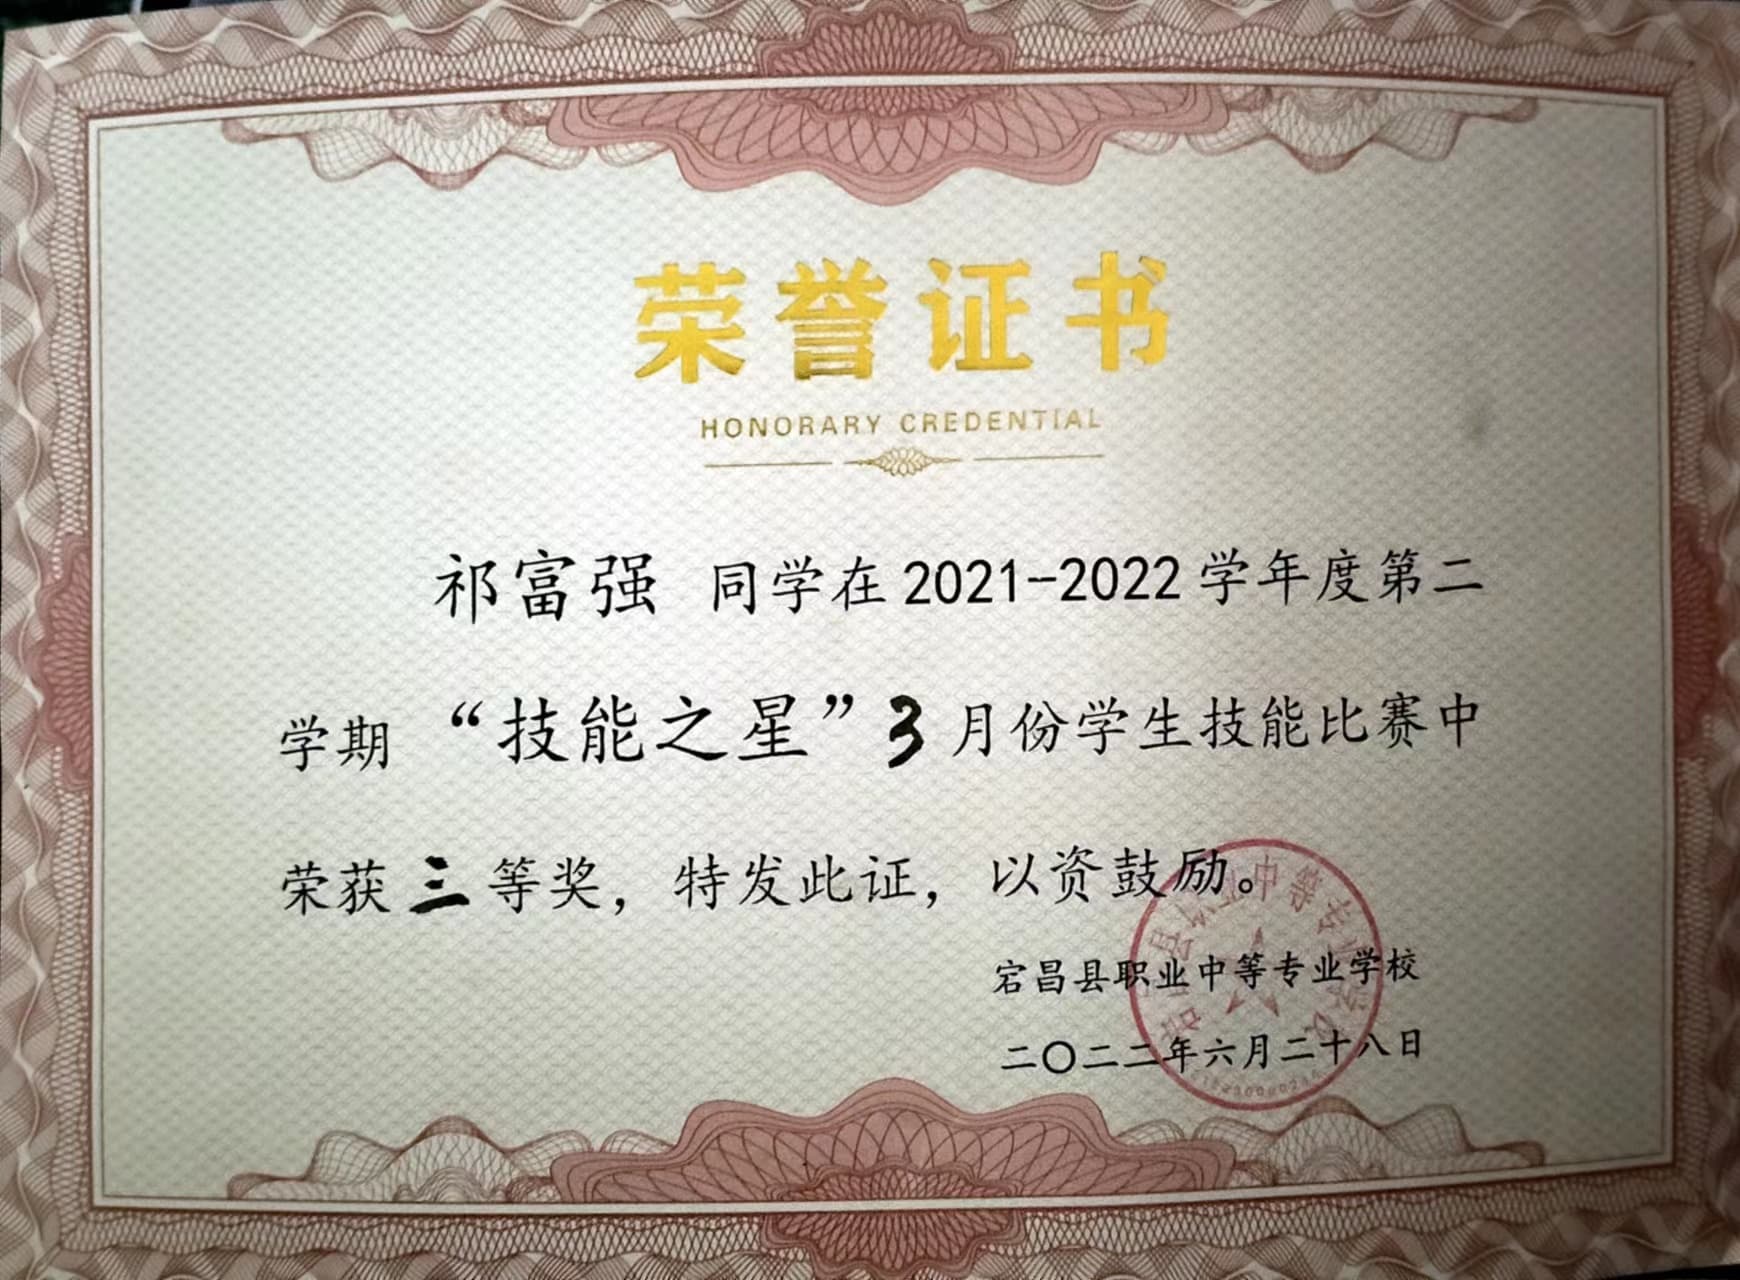 荣誉证书
HONORARY CREDENTIAL
祁富强 同学在2021-2022学年度第二
学期“技能之星”3月份学生技能比赛中
荣获三等奖，特发此证，以资鼓励。
宕昌县职业中等专业学校
二〇二二年六月二十八日